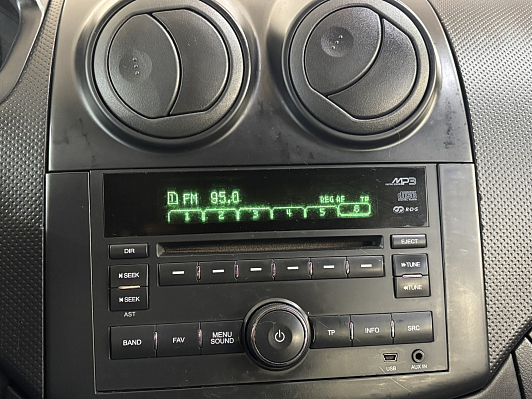 MP3
1 FM 95.0 REG AF TP
1 2 3 4 5 6
R·D·S
DIR
EJECT
SEEK
TUNE
SEEK
TUNE
AST
BAND
FAV
MENU
SOUND
TP
INFO
SRC
USB
AUX IN